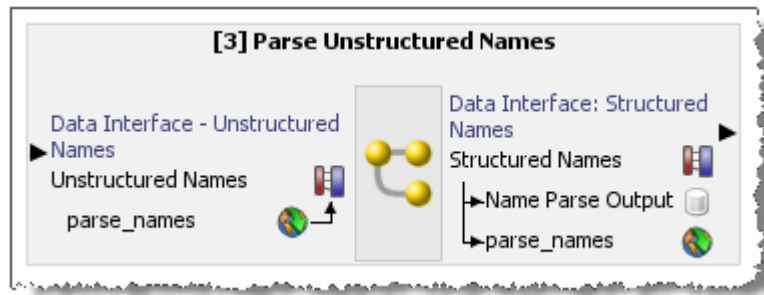 [3] Parse Unstructured Names
Data Interface - Unstructured
Names
Unstructured Names
parse_names
Data Interface: Structured
Names
Structured Names
Name Parse Output
parse_names